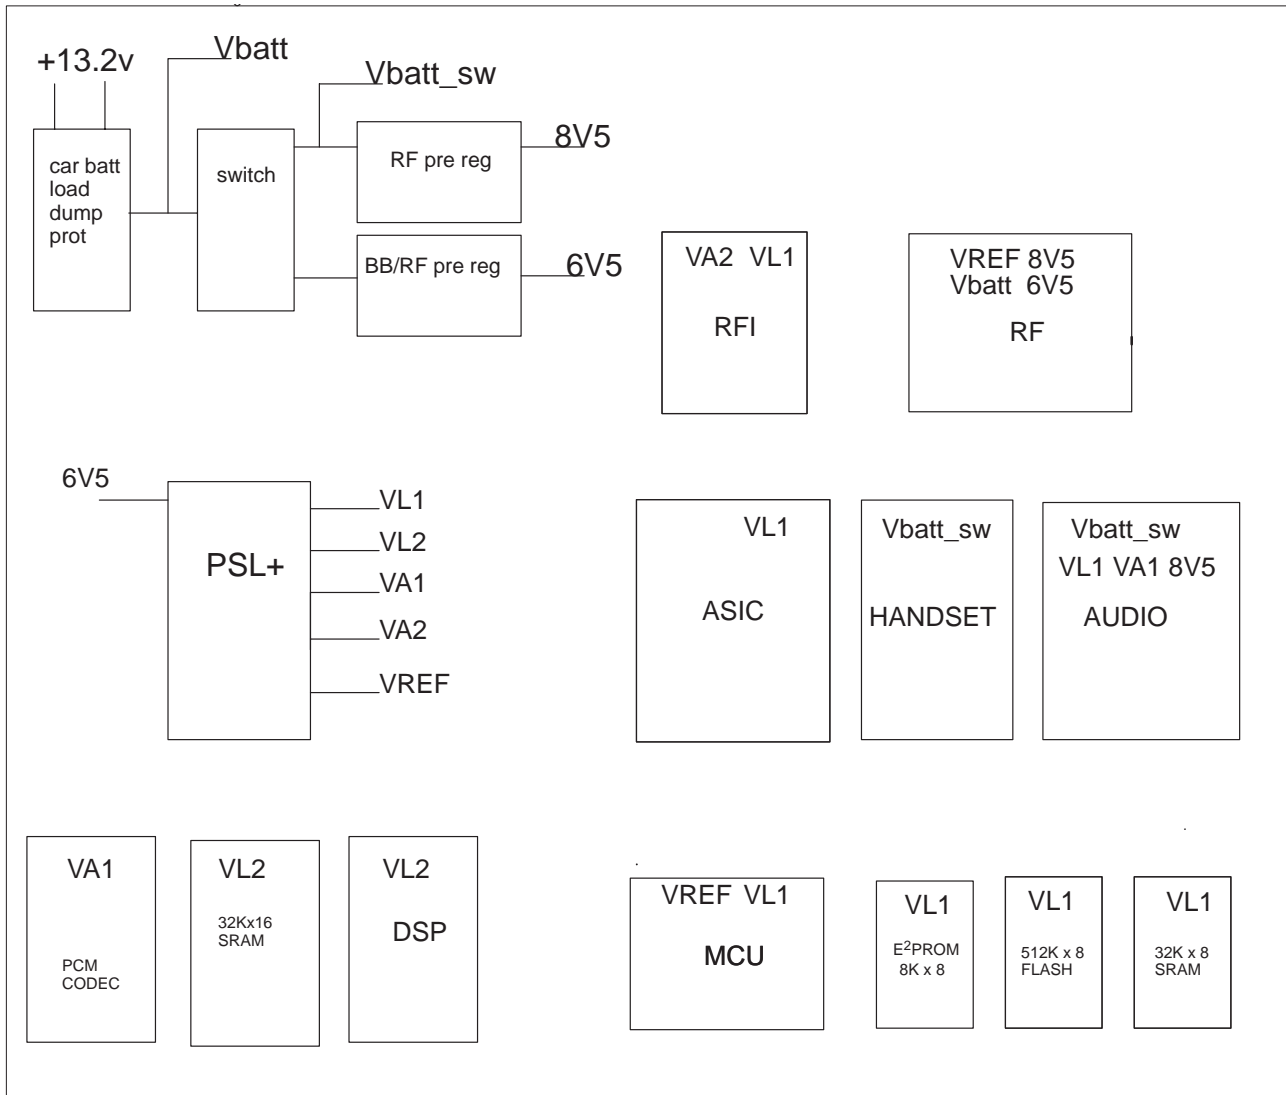 +13.2v
Vbatt
Vbatt_sw
car batt
load
dump
prot
switch
RF pre reg
8V5
BB/RF pre reg
6V5
VA2 VL1
RFI
VREF 8V5
Vbatt 6V5
RF
6V5
PSL+
VL1
VL2
VA1
VA2
VREF
VL1
ASIC
Vbatt_sw
HANDSET
Vbatt_sw
VL1 VA1 8V5
AUDIO
VA1
PCM
CODEC
VL2
32Kx16
SRAM
VL2
DSP
VREF VL1
MCU
VL1
E²PROM
8K x 8
VL1
512K x 8
FLASH
VL1
32K x 8
SRAM